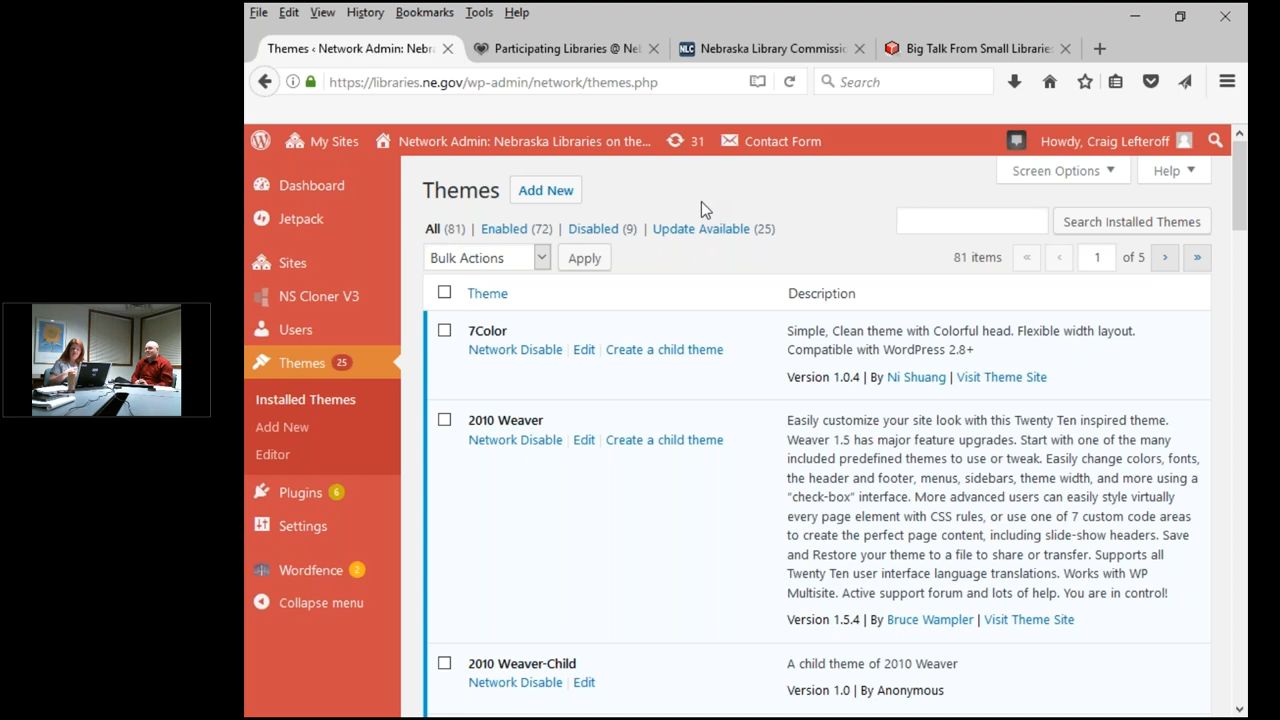 File Edit View History Bookmarks Tools Help
Themes ‹ Network Admin: Nebra
Participating Libraries @ Nel
NLC Nebraska Library Commissio
Big Talk From Small Libraries
https://libraries.ne.gov/wp-admin/network/themes.php
Search
My Sites
Network Admin: Nebraska Libraries on the...
31
Contact Form
Howdy, Craig Lefteroff
Dashboard
Jetpack
Sites
NS Cloner V3
Users
Themes 25
Installed Themes
Add New
Editor
Plugins 6
Settings
Wordfence 2
Collapse menu
Screen Options
Help
Themes Add New
All (81) | Enabled (72) | Disabled (9) | Update Available (25)
Search Installed Themes
Bulk Actions Apply
81 items « ‹ 1 of 5 › »
Theme Description
7Color
Network Disable | Edit | Create a child theme
Simple, Clean theme with Colorful head. Flexible width layout.
Compatible with WordPress 2.8+
Version 1.0.4 | By Ni Shuang | Visit Theme Site
2010 Weaver
Network Disable | Edit | Create a child theme
Easily customize your site look with this Twenty Ten inspired theme.
Weaver 1.5 has major feature upgrades. Start with one of the many
included predefined themes to use or tweak. Easily change colors, fonts,
the header and footer, menus, sidebars, theme width, and more using a
"check-box" interface. More advanced users can easily style virtually
every page element with CSS rules, or use one of 7 custom code areas
to create the perfect page content, including slide-show headers. Save
and Restore your theme to a file to share or transfer. Supports all
Twenty Ten user interface language translations. Works with WP
Multisite. Active support forum and lots of help. You are in control!
Version 1.5.4 | By Bruce Wampler | Visit Theme Site
2010 Weaver-Child
Network Disable | Edit
A child theme of 2010 Weaver
Version 1.0 | By Anonymous